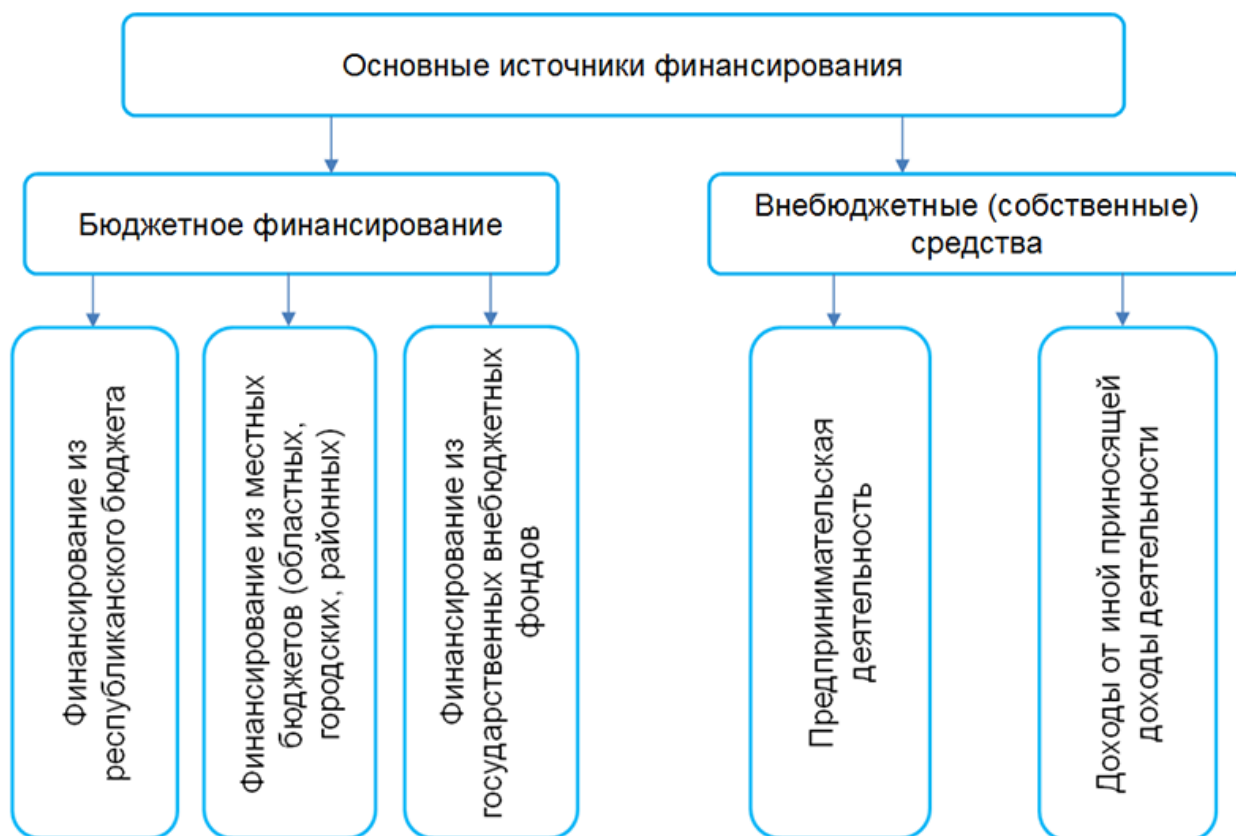 Основные источники финансирования
Бюджетное финансирование
Внебюджетные (собственные)
средства
Финансирование из
республиканского бюджета
Финансирование из местных
бюджетов (областных,
городских, районных)
Финансирование из
государственных внебюджетных
фондов
Предпринимательская
деятельность
Доходы от иной приносящей
доходы деятельности